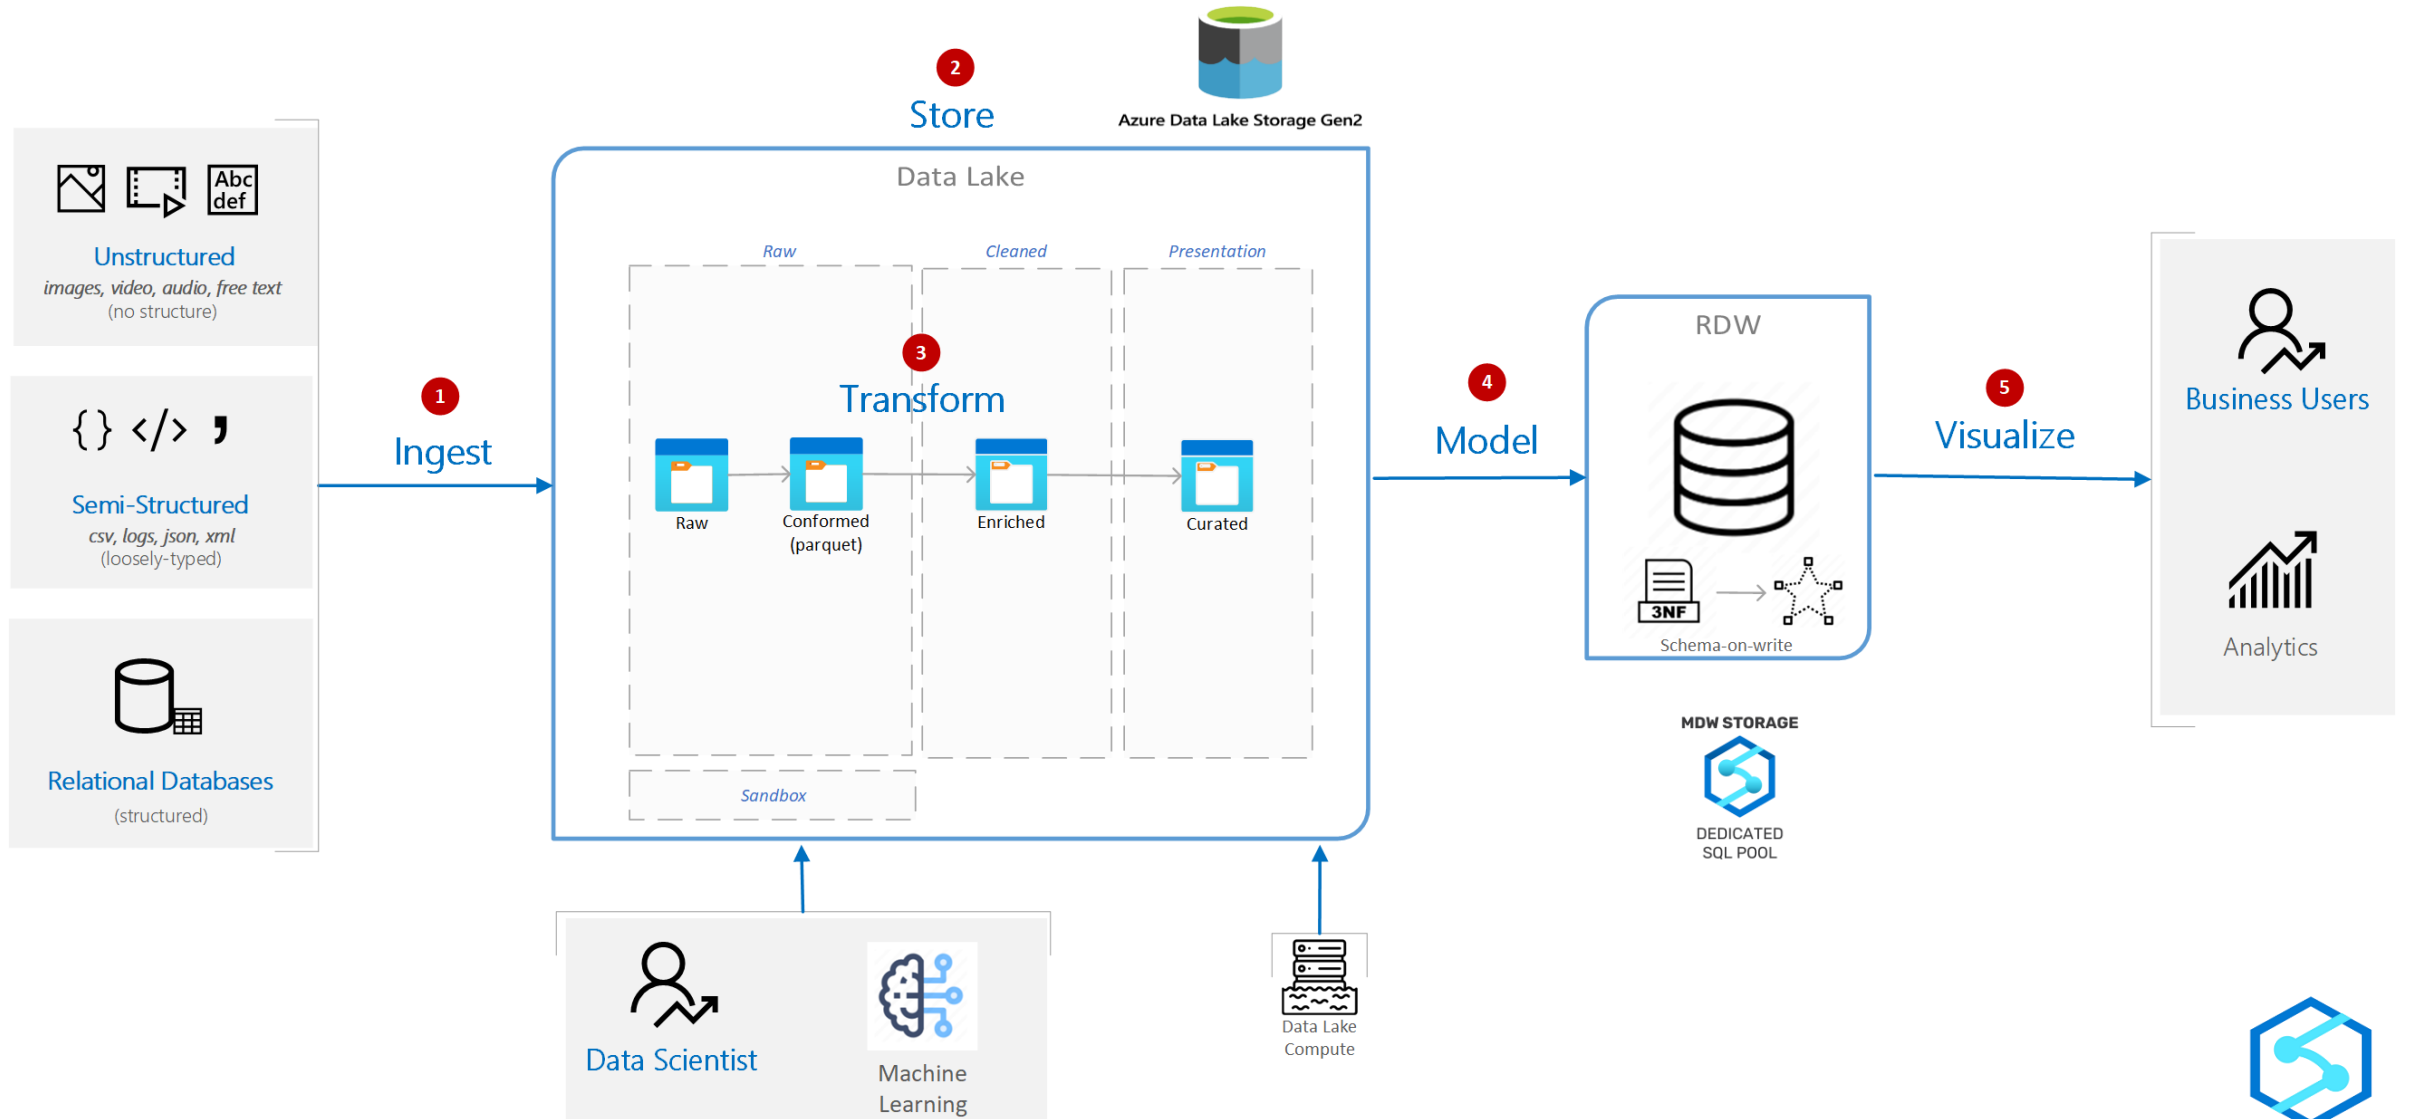 2
Store
Azure Data Lake Storage Gen2
Abc
def
Unstructured
images, video, audio, free text
(no structure)
{ } </> ,
Semi-Structured
csv, logs, json, xml
(loosely-typed)
Relational Databases
(structured)
1
Ingest
Data Lake
Raw
Cleaned
Presentation
3
Transform
Raw
Conformed
(parquet)
Enriched
Curated
Sandbox
4
Model
RDW
3NF
Schema-on-write
MDW STORAGE
DEDICATED
SQL POOL
5
Visualize
Business Users
Analytics
Data Scientist
Machine
Learning
Data Lake
Compute